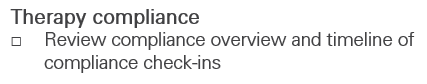 Therapy compliance
□ Review compliance overview and timeline of
compliance check-ins